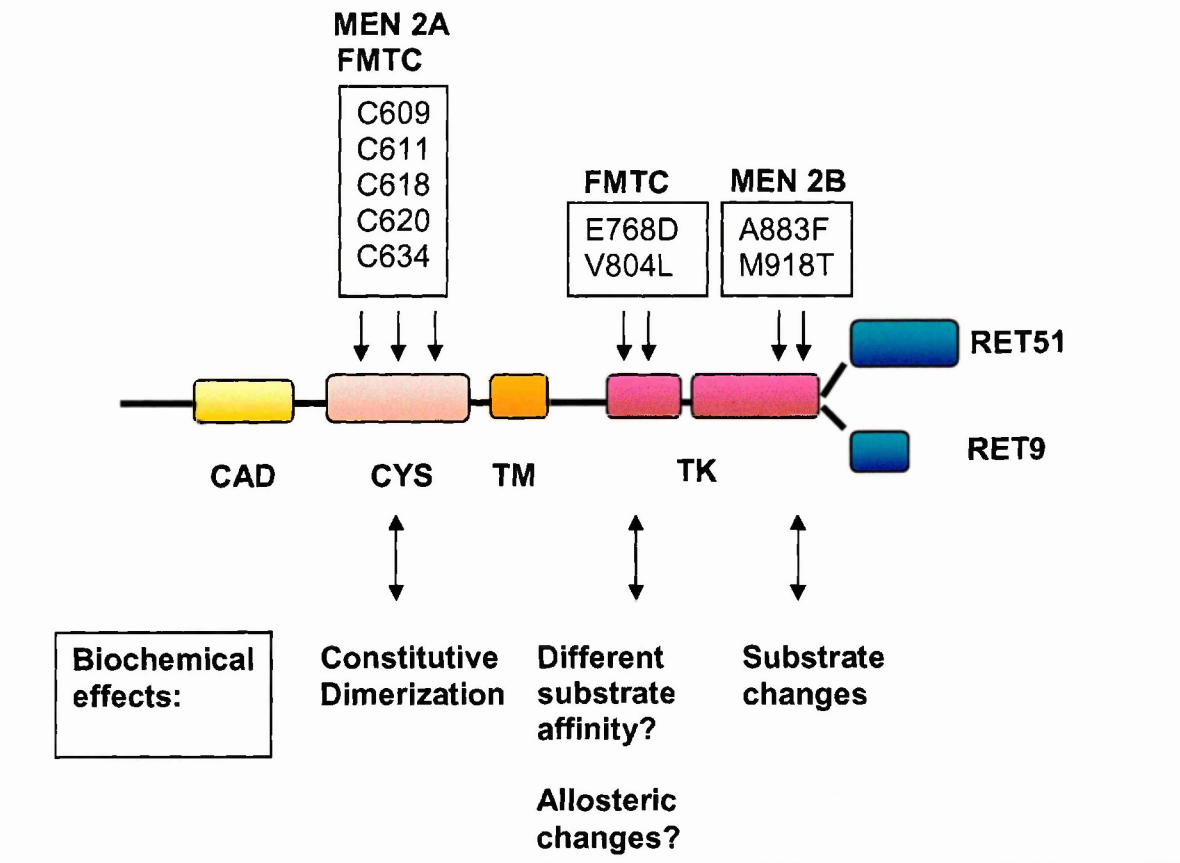 MEN 2A
FMTC
C609
C611
C618
C620
C634
FMTC
E768D
V804L
MEN 2B
A883F
M918T
RET51
RET9
CAD
CYS
TM
TK
Biochemical
effects:
Constitutive
Dimerization
Different
substrate
affinity?
Allosteric
changes?
Substrate
changes